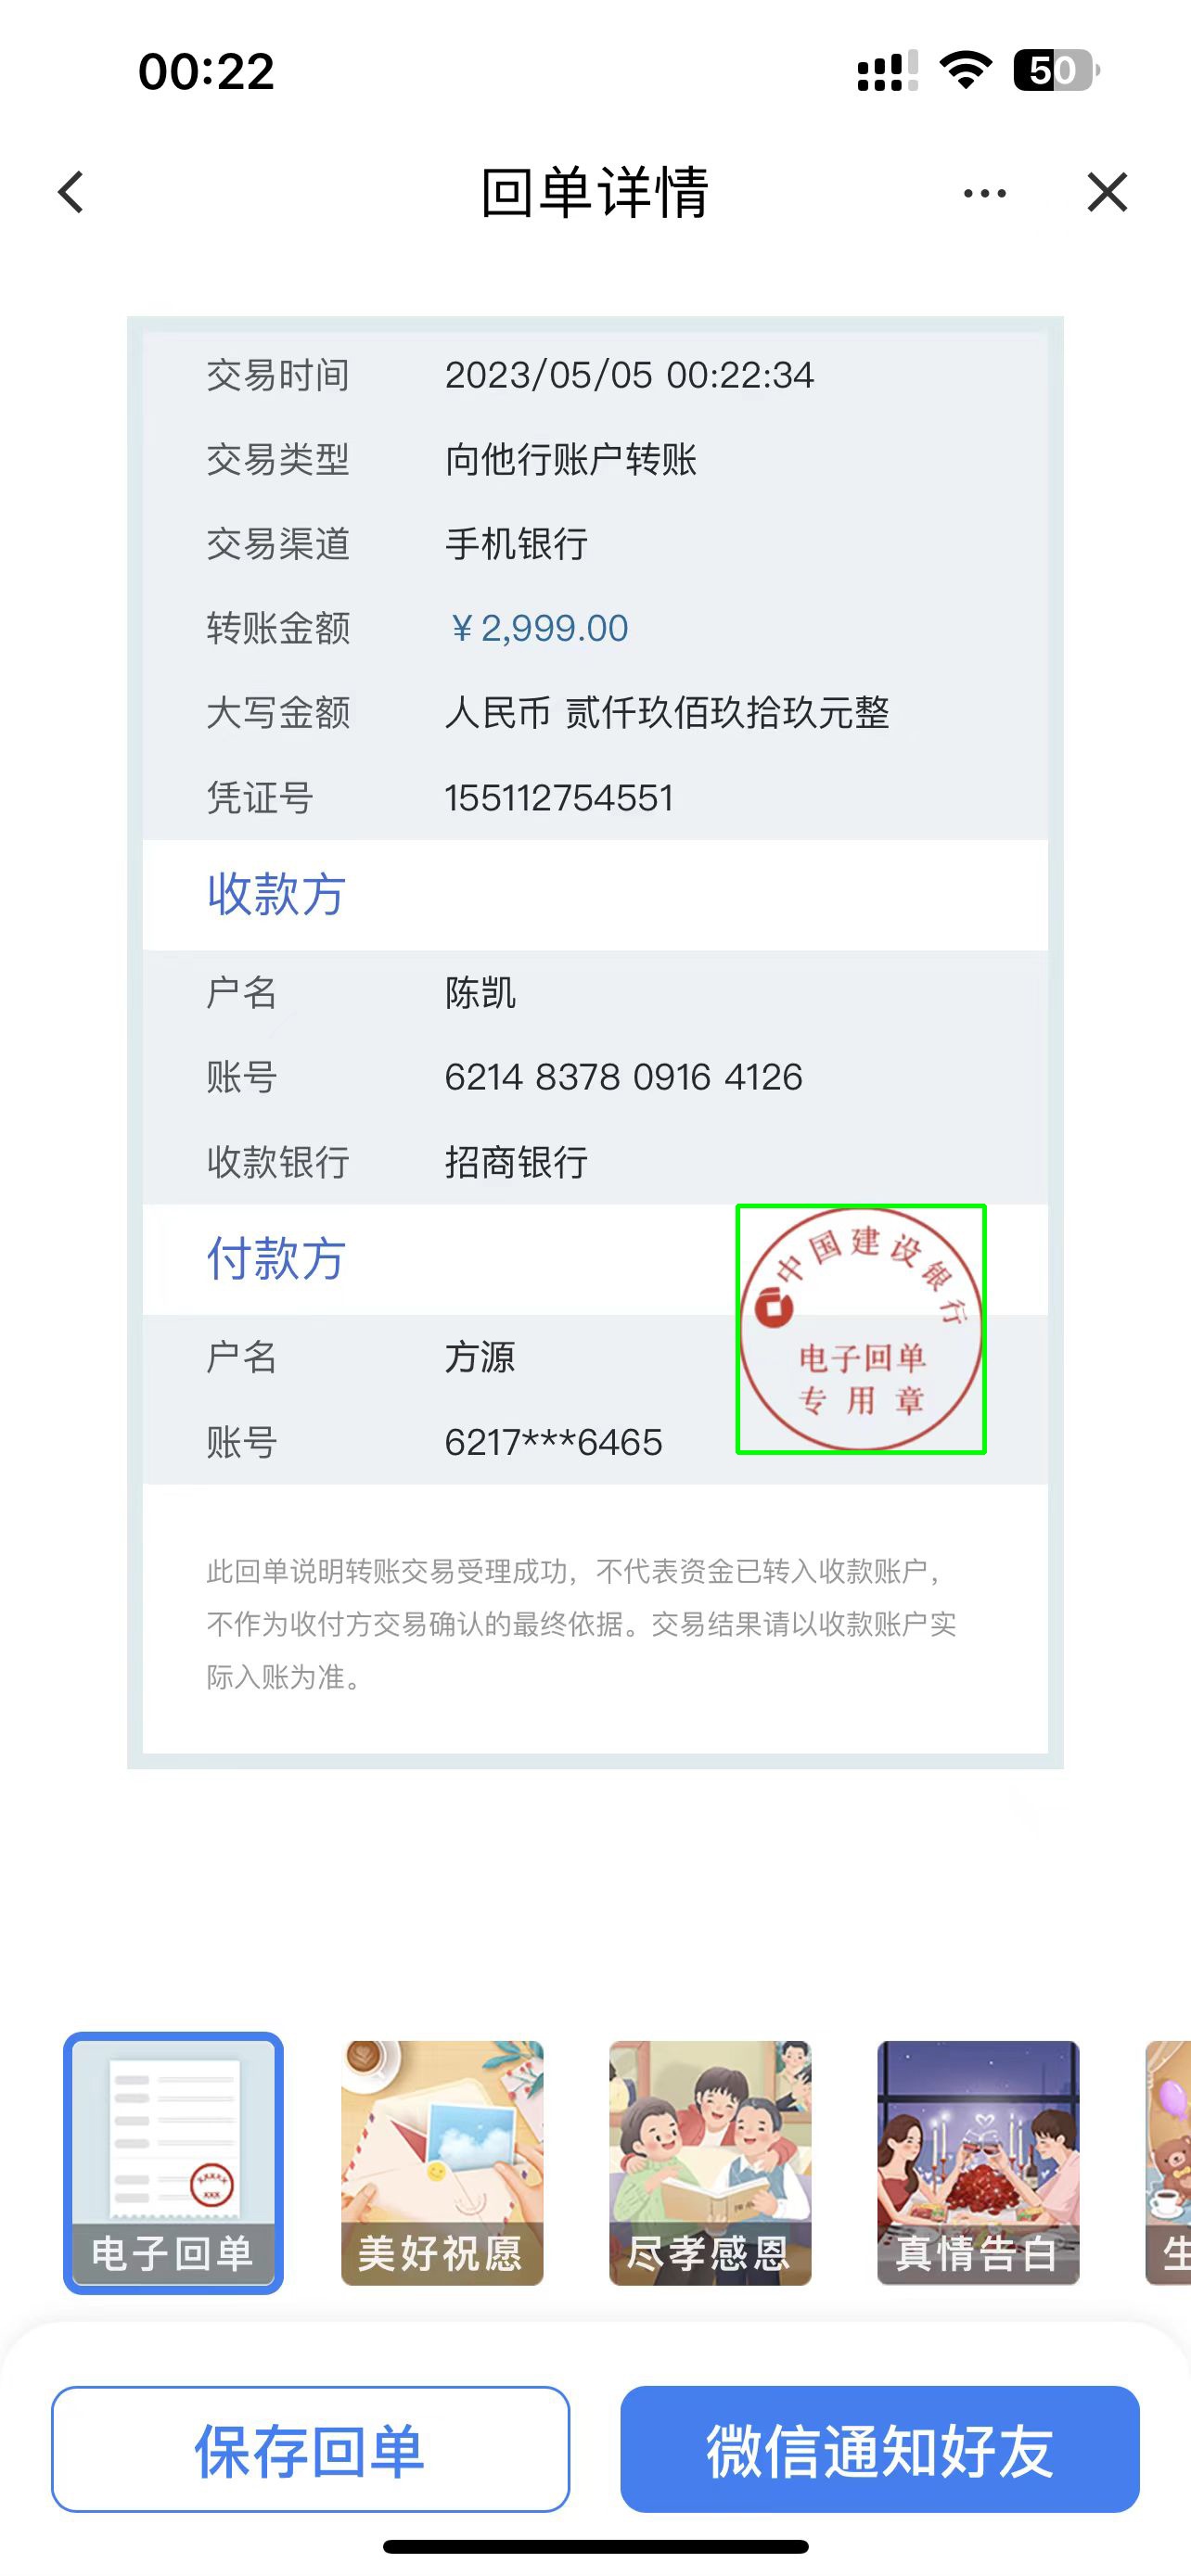 00:22
50
回单详情
交易时间 2023/05/05 00:22:34
交易类型 向他行账户转账
交易渠道 手机银行
转账金额 ￥2,999.00
大写金额 人民币 贰仟玖佰玖拾玖元整
凭证号 155112754551
收款方
户名 陈凯
账号 6214 8378 0916 4126
收款银行 招商银行
付款方
中国建设银行
电子回单
专用章
户名 方源
账号 6217***6465
此回单说明转账交易受理成功，不代表资金已转入收款账户，
不作为收付方交易确认的最终依据。交易结果请以收款账户实
际入账为准。
电子回单 美好祝愿 尽孝感恩 真情告白 生
保存回单 微信通知好友